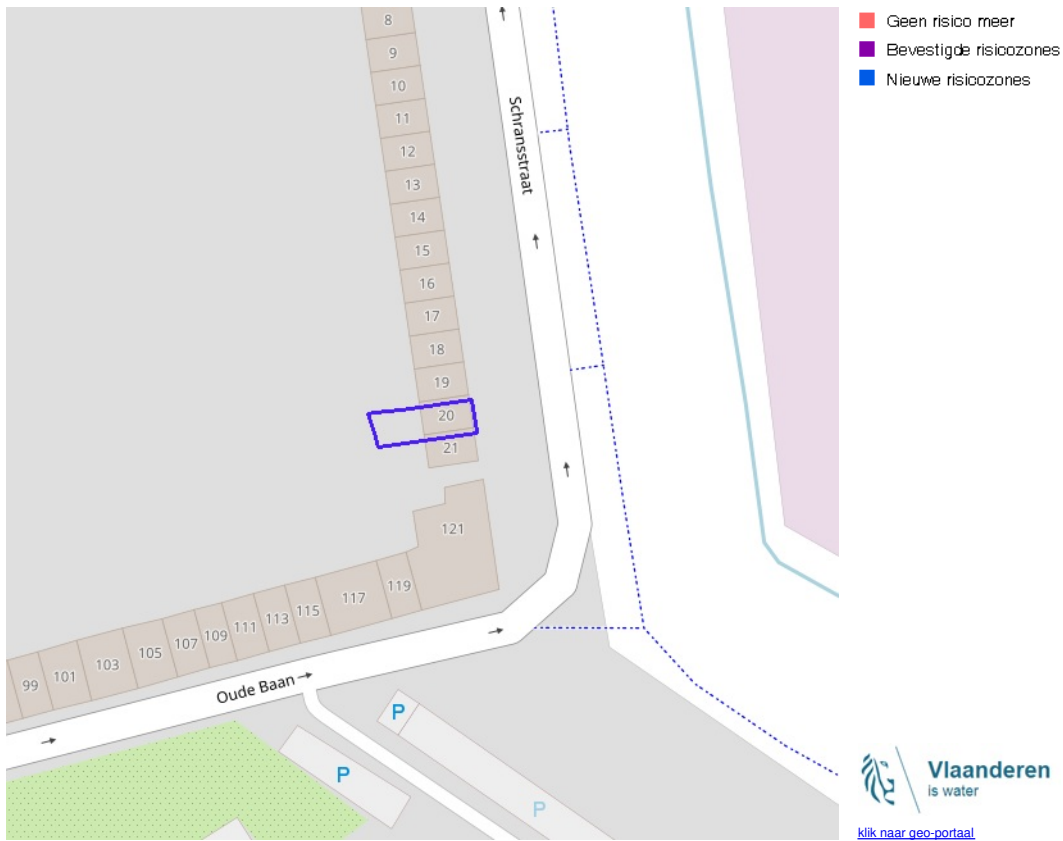 8
9
10
11
12
13
14
15
16
17
18
19
20
21
Schransstraat
121
119
117
115
113
111
109
107
105
103
101
99
Oude Baan
P
P
P
Geen risico meer
Bevestigde risicozones
Nieuwe risicozones
Vlaanderen
is water
klik naar geo-portaal